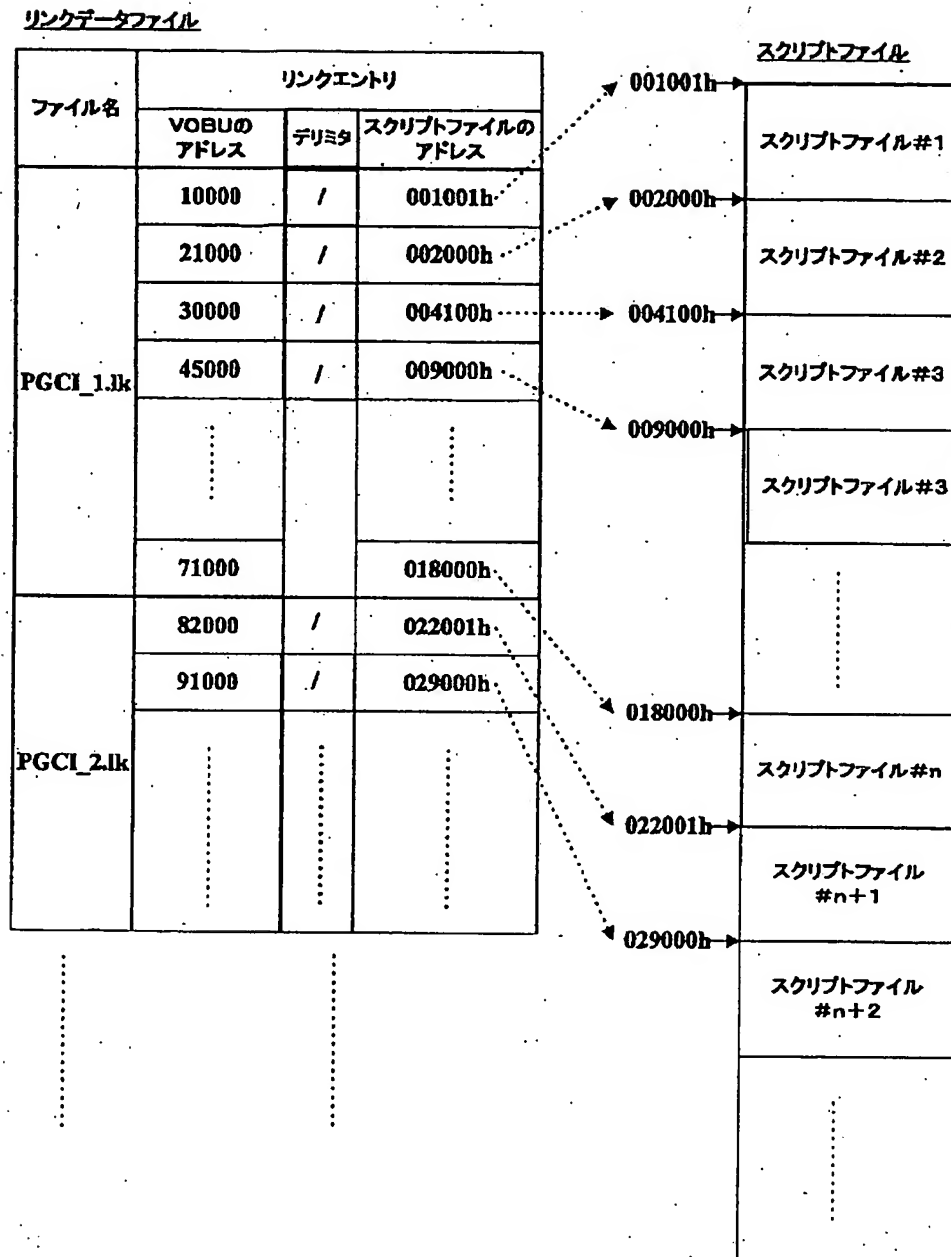 リンクデータファイル
ファイル名
リンクエントリ
VOBUの
アドレス
デリミタ
スクリプトファイルの
アドレス
PGCI_1.lk
10000 / 001001h
21000 / 002000h
30000 / 004100h
45000 / 009000h
71000 018000h
PGCI_2.lk
82000 / 022001h
91000 / 029000h
スクリプトファイル
001001h
スクリプトファイル#1
002000h
スクリプトファイル#2
004100h
スクリプトファイル#3
009000h
スクリプトファイル#3
018000h
スクリプトファイル#n
022001h
スクリプトファイル
#n+1
029000h
スクリプトファイル
#n+2